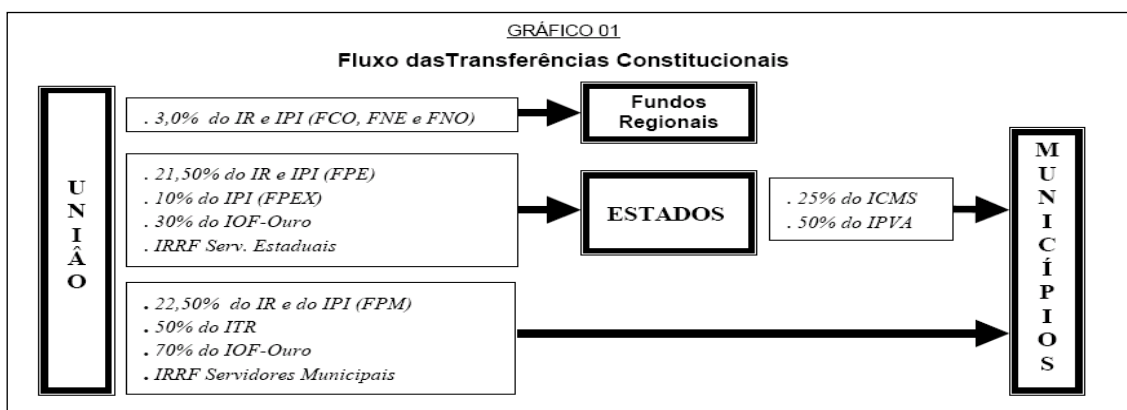 GRÁFICO 01
Fluxo dasTransferências Constitucionais
UNIÂO
. 3,0% do IR e IPI (FCO, FNE e FNO)
Fundos
Regionais
. 21,50% do IR e IPI (FPE)
. 10% do IPI (FPEX)
. 30% do IOF-Ouro
. IRRF Serv. Estaduais
ESTADOS
. 25% do ICMS
. 50% do IPVA
. 22,50% do IR e do IPI (FPM)
. 50% do ITR
. 70% do IOF-Ouro
. IRRF Servidores Municipais
MUNICÍPIOS